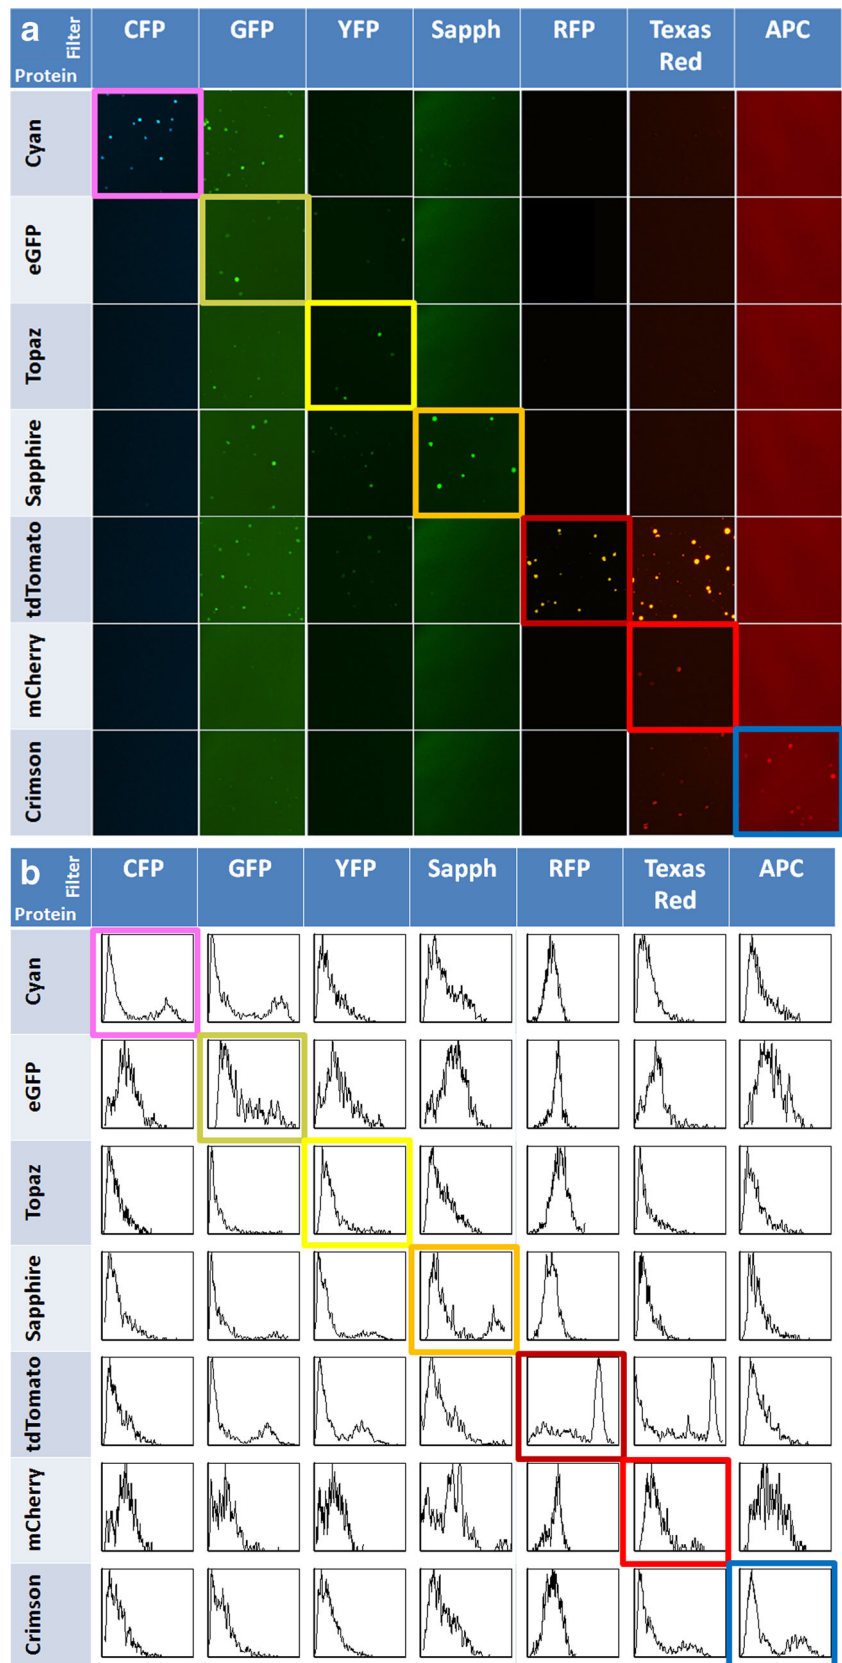 a
Filter
Protein
CFP
GFP
YFP
Sapph
RFP
Texas
Red
APC
Cyan
eGFP
Topaz
Sapphire
tdTomato
mCherry
Crimson
b
Filter
Protein
CFP
GFP
YFP
Sapph
RFP
Texas
Red
APC
Cyan
eGFP
Topaz
Sapphire
tdTomato
mCherry
Crimson